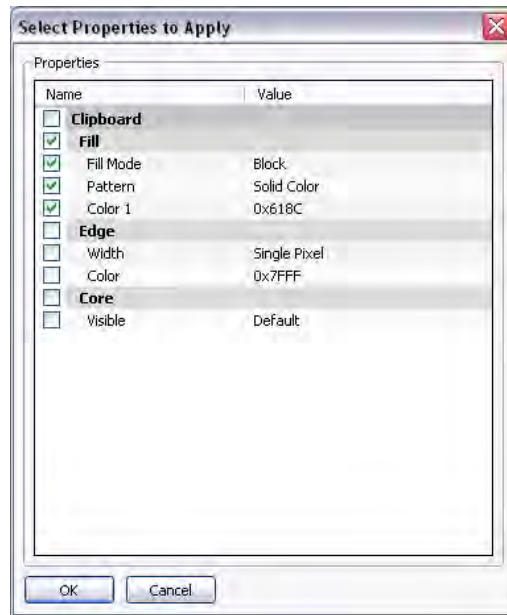 Select Properties to Apply
Properties
Name Value
Clipboard
Fill
Fill Mode Block
Pattern Solid Color
Color 1 0x618C
Edge
Width Single Pixel
Color 0x7FFF
Core
Visible Default
OK Cancel